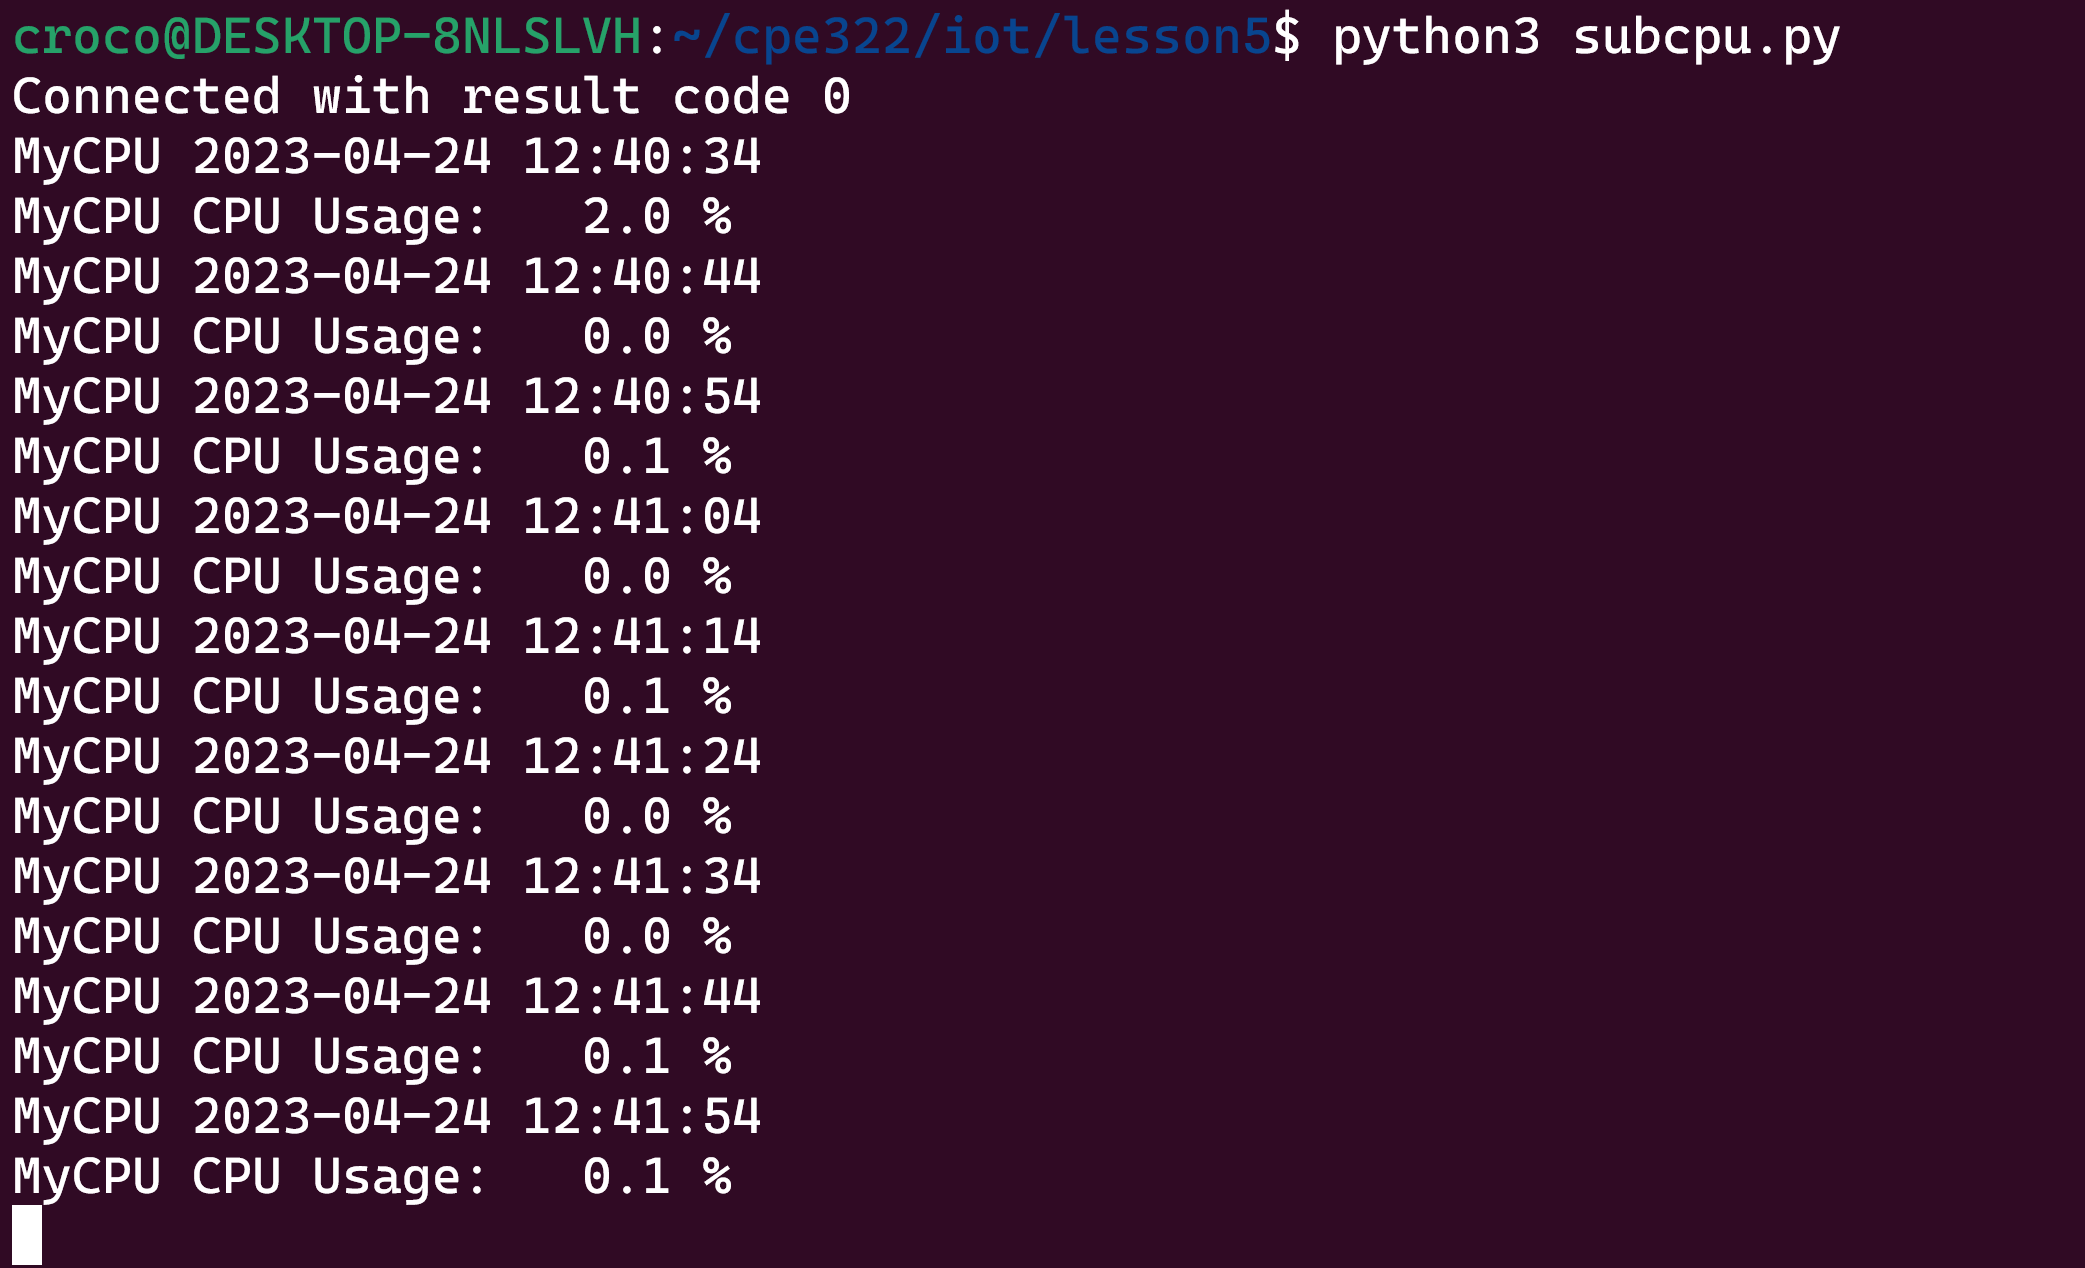 croco@DESKTOP-8NLSLVH:~/cpe322/iot/lesson5$ python3 subcpu.py
Connected with result code 0
MyCPU 2023-04-24 12:40:34
MyCPU CPU Usage:   2.0 %
MyCPU 2023-04-24 12:40:44
MyCPU CPU Usage:   0.0 %
MyCPU 2023-04-24 12:40:54
MyCPU CPU Usage:   0.1 %
MyCPU 2023-04-24 12:41:04
MyCPU CPU Usage:   0.0 %
MyCPU 2023-04-24 12:41:14
MyCPU CPU Usage:   0.1 %
MyCPU 2023-04-24 12:41:24
MyCPU CPU Usage:   0.0 %
MyCPU 2023-04-24 12:41:34
MyCPU CPU Usage:   0.0 %
MyCPU 2023-04-24 12:41:44
MyCPU CPU Usage:   0.1 %
MyCPU 2023-04-24 12:41:54
MyCPU CPU Usage:   0.1 %